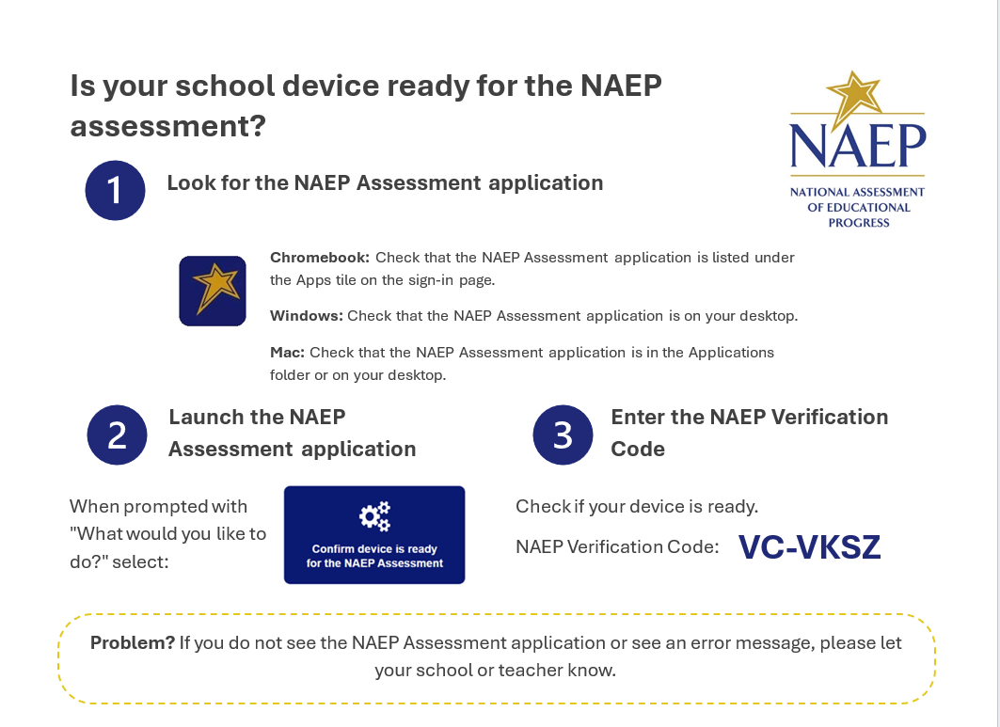 Is your school device ready for the NAEP
assessment?
NAEP
NATIONAL ASSESSMENT
OF EDUCATIONAL
PROGRESS
1
Look for the NAEP Assessment application
Chromebook: Check that the NAEP Assessment application is listed under
the Apps tile on the sign-in page.
Windows: Check that the NAEP Assessment application is on your desktop.
Mac: Check that the NAEP Assessment application is in the Applications
folder or on your desktop.
2
Launch the NAEP
Assessment application
When prompted with
"What would you like to
do?" select:
Confirm device is ready
for the NAEP Assessment
3
Enter the NAEP Verification
Code
Check if your device is ready.
NAEP Verification Code: VC-VKSZ
Problem? If you do not see the NAEP Assessment application or see an error message, please let
your school or teacher know.